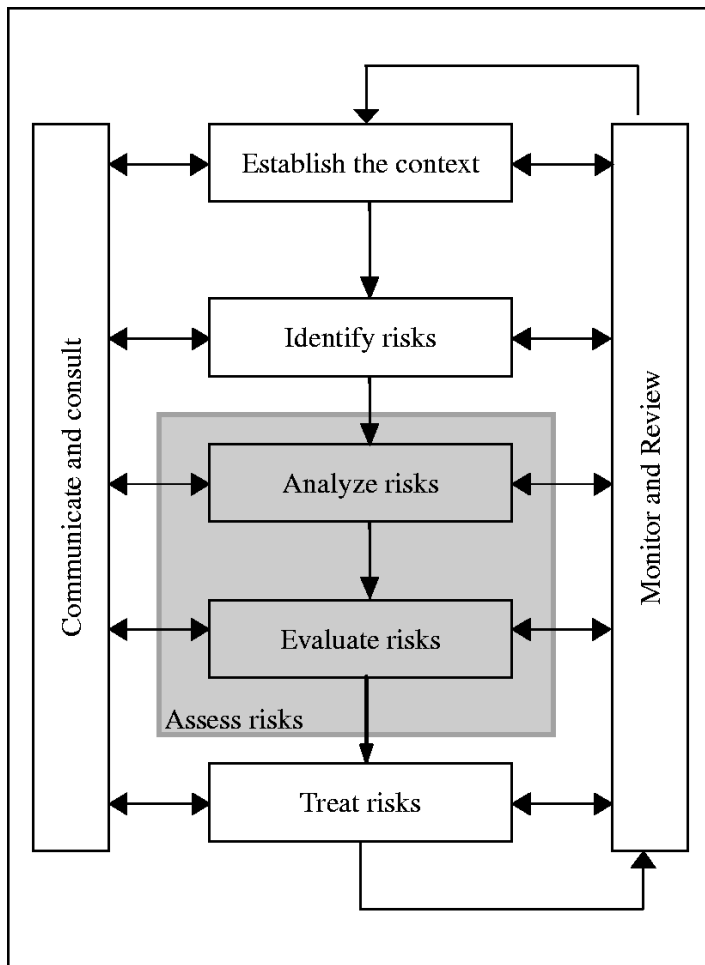 Establish the context
Identify risks
Analyze risks
Evaluate risks
Assess risks
Treat risks
Communicate and consult
Monitor and Review